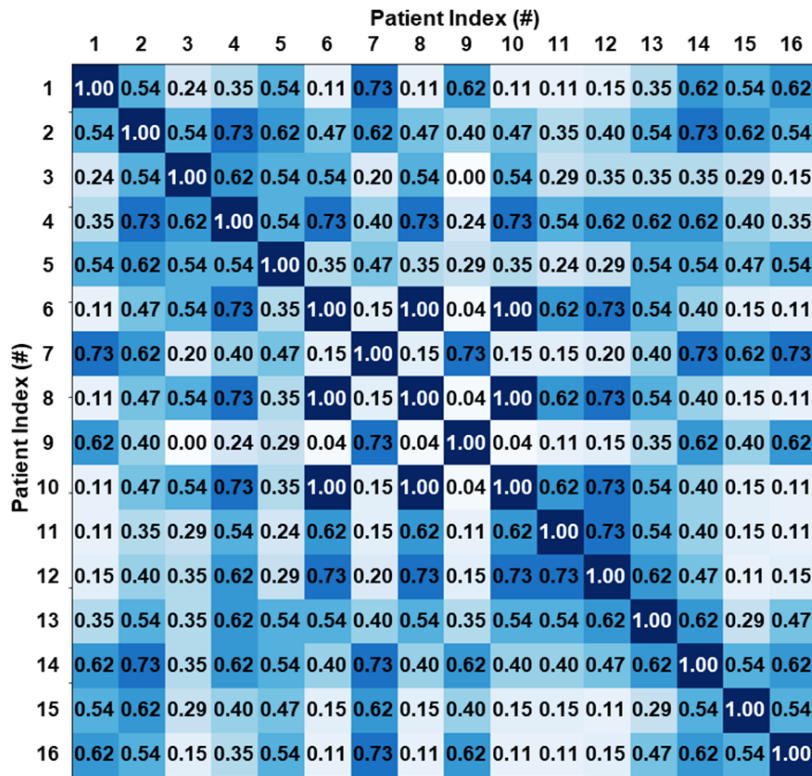 Patient Index (#)
1 2 3 4 5 6 7 8 9 10 11 12 13 14 15 16
1 1.00 0.54 0.24 0.35 0.54 0.11 0.73 0.11 0.62 0.11 0.11 0.15 0.35 0.62 0.54 0.62
2 0.54 1.00 0.54 0.73 0.62 0.47 0.62 0.47 0.40 0.47 0.35 0.40 0.54 0.73 0.62 0.54
3 0.24 0.54 1.00 0.62 0.54 0.54 0.20 0.54 0.00 0.54 0.29 0.35 0.35 0.35 0.29 0.15
4 0.35 0.73 0.62 1.00 0.54 0.73 0.40 0.73 0.24 0.73 0.54 0.62 0.62 0.62 0.40 0.35
5 0.54 0.62 0.54 0.54 1.00 0.35 0.47 0.35 0.29 0.35 0.24 0.29 0.54 0.54 0.47 0.54
6 0.11 0.47 0.54 0.73 0.35 1.00 0.15 1.00 0.04 1.00 0.62 0.73 0.54 0.40 0.15 0.11
7 0.73 0.62 0.20 0.40 0.47 0.15 1.00 0.15 0.73 0.15 0.15 0.20 0.40 0.73 0.62 0.73
8 0.11 0.47 0.54 0.73 0.35 1.00 0.15 1.00 0.04 1.00 0.62 0.73 0.54 0.40 0.15 0.11
9 0.62 0.40 0.00 0.24 0.29 0.04 0.73 0.04 1.00 0.04 0.11 0.15 0.35 0.62 0.40 0.62
10 0.11 0.47 0.54 0.73 0.35 1.00 0.15 1.00 0.04 1.00 0.62 0.73 0.54 0.40 0.15 0.11
11 0.11 0.35 0.29 0.54 0.24 0.62 0.15 0.62 0.11 0.62 1.00 0.73 0.54 0.40 0.15 0.11
12 0.15 0.40 0.35 0.62 0.29 0.73 0.20 0.73 0.15 0.73 0.73 1.00 0.62 0.47 0.11 0.15
13 0.35 0.54 0.35 0.62 0.54 0.54 0.40 0.54 0.35 0.54 0.54 0.62 1.00 0.62 0.29 0.47
14 0.62 0.73 0.35 0.62 0.54 0.40 0.73 0.40 0.62 0.40 0.40 0.47 0.62 1.00 0.54 0.62
15 0.54 0.62 0.29 0.40 0.47 0.15 0.62 0.15 0.40 0.15 0.15 0.11 0.29 0.54 1.00 0.54
16 0.62 0.54 0.15 0.35 0.54 0.11 0.73 0.11 0.62 0.11 0.11 0.15 0.47 0.62 0.54 1.00
Patient Index (#)